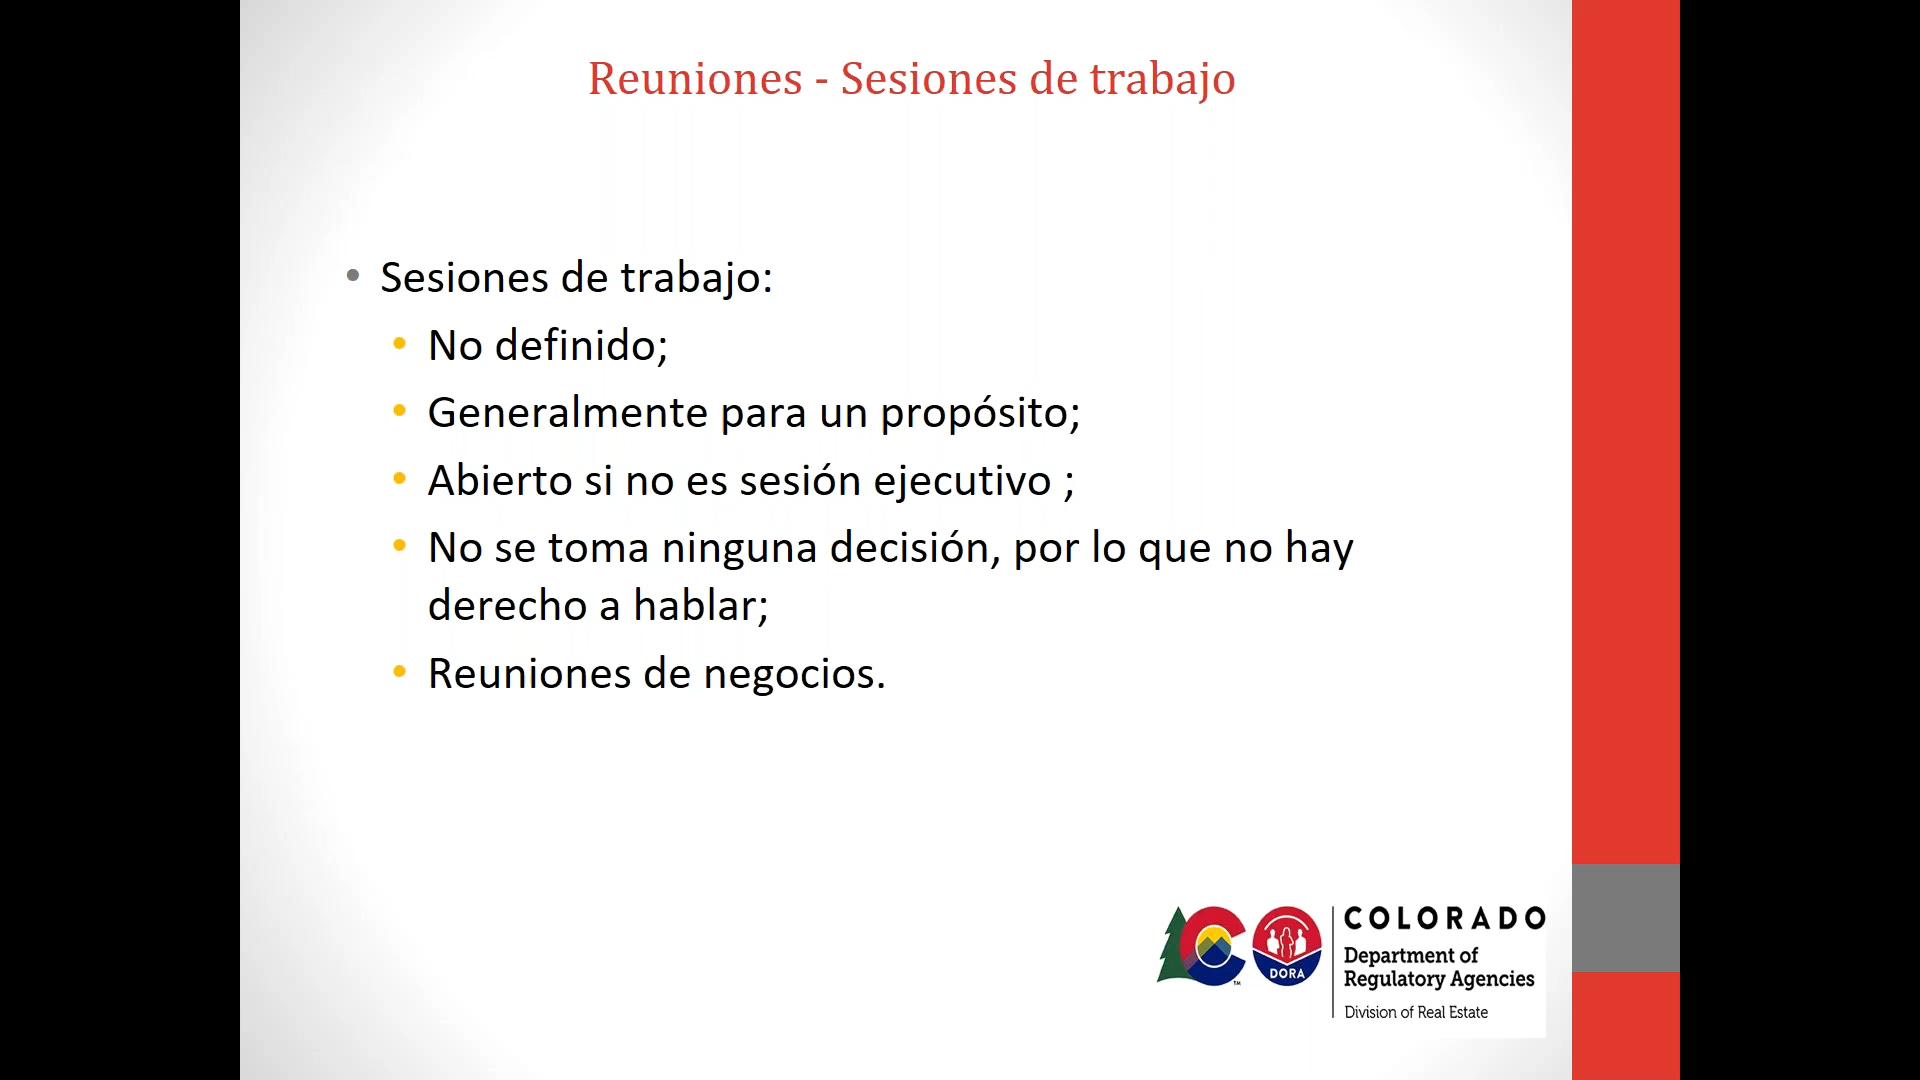 Reuniones - Sesiones de trabajo
• Sesiones de trabajo:
• No definido;
• Generalmente para un propósito;
• Abierto si no es sesión ejecutivo ;
• No se toma ninguna decisión, por lo que no hay
derecho a hablar;
• Reuniones de negocios.
COLORADO
Department of
Regulatory Agencies
Division of Real Estate
DORA
TM